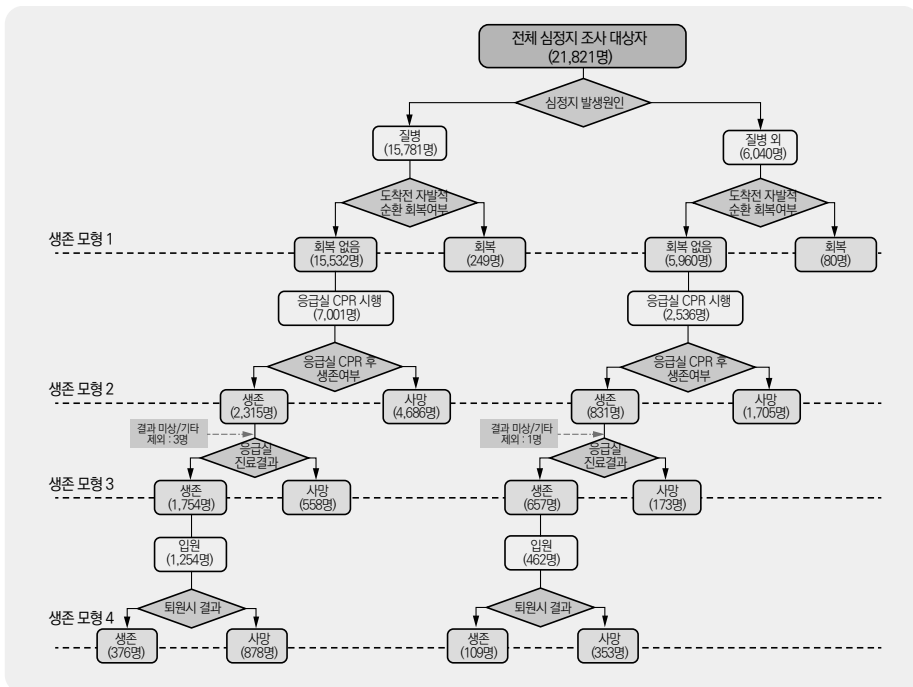 전체 심정지 조사 대상자
(21,821명)
심정지 발생원인
질병
(15,781명)
질병 외
(6,040명)
도착전 자발적
순환 회복여부
도착전 자발적
순환 회복여부
생존 모형 1
회복 없음
(15,532명)
회복
(249명)
회복 없음
(5,960명)
회복
(80명)
응급실 CPR 시행
(7,001명)
응급실 CPR 시행
(2,536명)
응급실 CPR 후
생존여부
응급실 CPR 후
생존여부
생존 모형 2
생존
(2,315명)
사망
(4,686명)
생존
(831명)
사망
(1,705명)
결과 미상/기타
제외 : 3명
결과 미상/기타
제외 : 1명
응급실
진료결과
응급실
진료결과
생존 모형 3
생존
(1,754명)
사망
(558명)
생존
(657명)
사망
(173명)
입원
(1,254명)
입원
(462명)
퇴원시 결과
퇴원시 결과
생존 모형 4
생존
(376명)
사망
(878명)
생존
(109명)
사망
(353명)